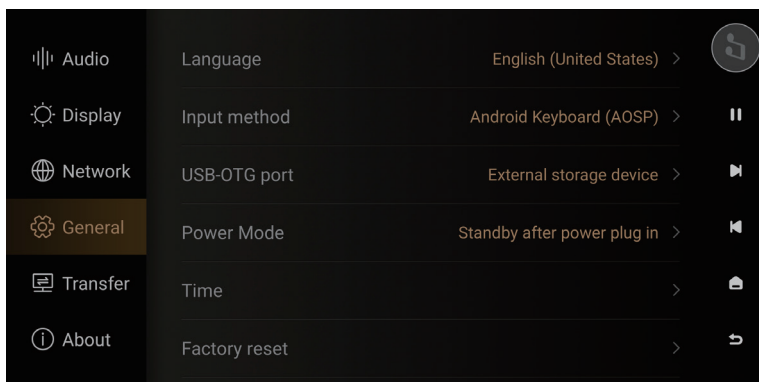 Audio
Display
Network
General
Transfer
About
Language English (United States)
Input method Android Keyboard (AOSP)
USB-OTG port External storage device
Power Mode Standby after power plug in
Time
Factory reset